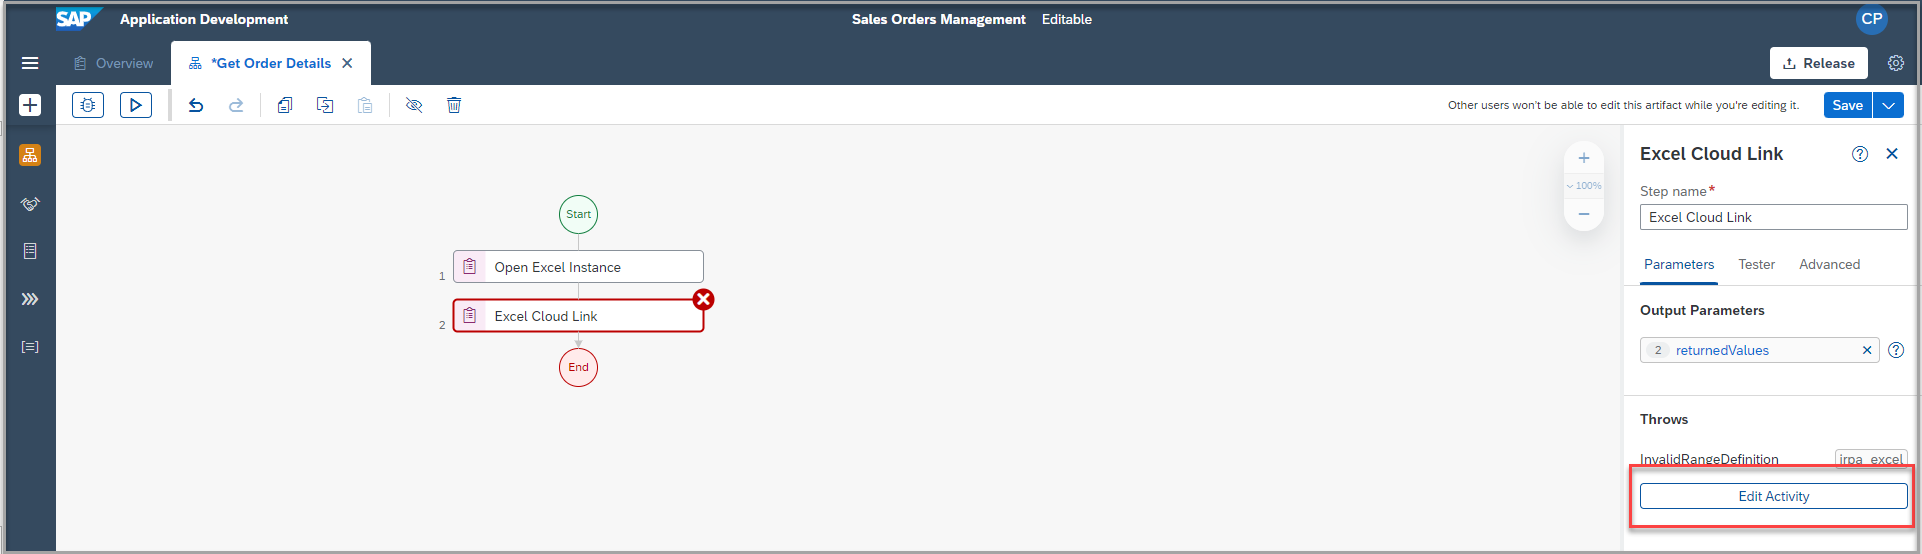 SAP Application Development
Sales Orders Management Editable
CP
Overview
*Get Order Details
Release
Other users won't be able to edit this artifact while you're editing it.
Save
Start
1 Open Excel Instance
2 Excel Cloud Link
End
100%
Excel Cloud Link
Step name*
Excel Cloud Link
Parameters Tester Advanced
Output Parameters
2 returnedValues
Throws
InvalidRangeDefinition irpa_excel
Edit Activity